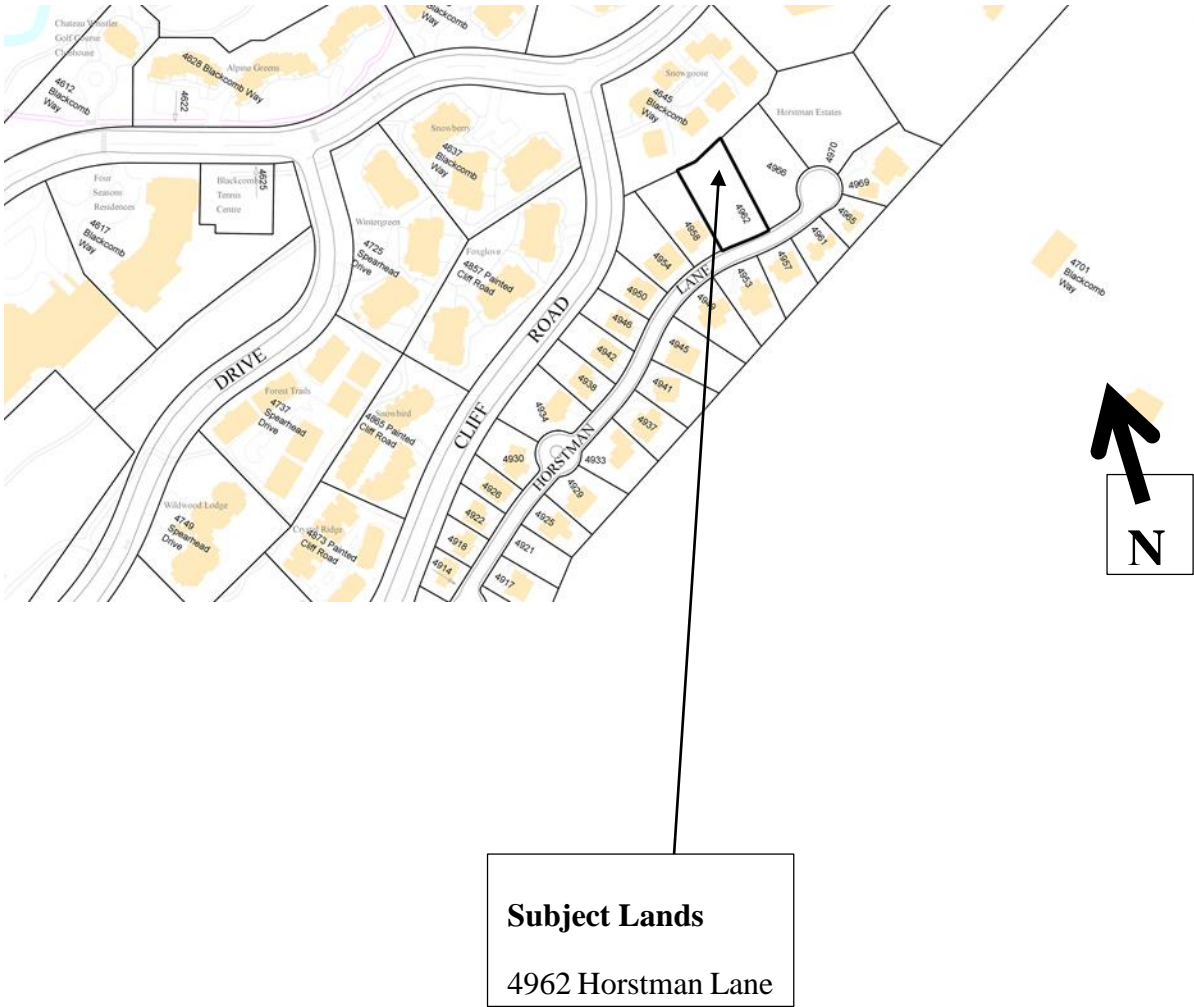 Chateau Whistler
Golf Course
Clubhouse
4612
Blackcomb
Way
4628 Blackcomb Way
Alpine Greens
4622
Blackcomb
Way
Snowgoose
4645
Blackcomb
Way
Horstman Estates
Snowberry
4637
Blackcomb
Way
Four
Seasons
Residences
4617
Blackcomb
Way
Blackcomb
Tennis
Centre
4625
Wintergreen
4725
Spearhead
Drive
Foxglove
4857 Painted
Cliff Road
4970
4966
4969
4965
4962
4961
4958
4957
4954
4953
4950
4949
4946
4945
4942
4941
4938
4937
4934
4933
4930
4929
4926
4925
4922
4921
4918
4917
4914
LANE
HORSTMAN
ROAD
CLIFF
DRIVE
Forest Trails
4737
Spearhead
Drive
Snowbird
4865 Painted
Cliff Road
Wildwood Lodge
4749
Spearhead
Drive
Crystal Ridge
4873 Painted
Cliff Road
4701
Blackcomb
Way
N
Subject Lands
4962 Horstman Lane